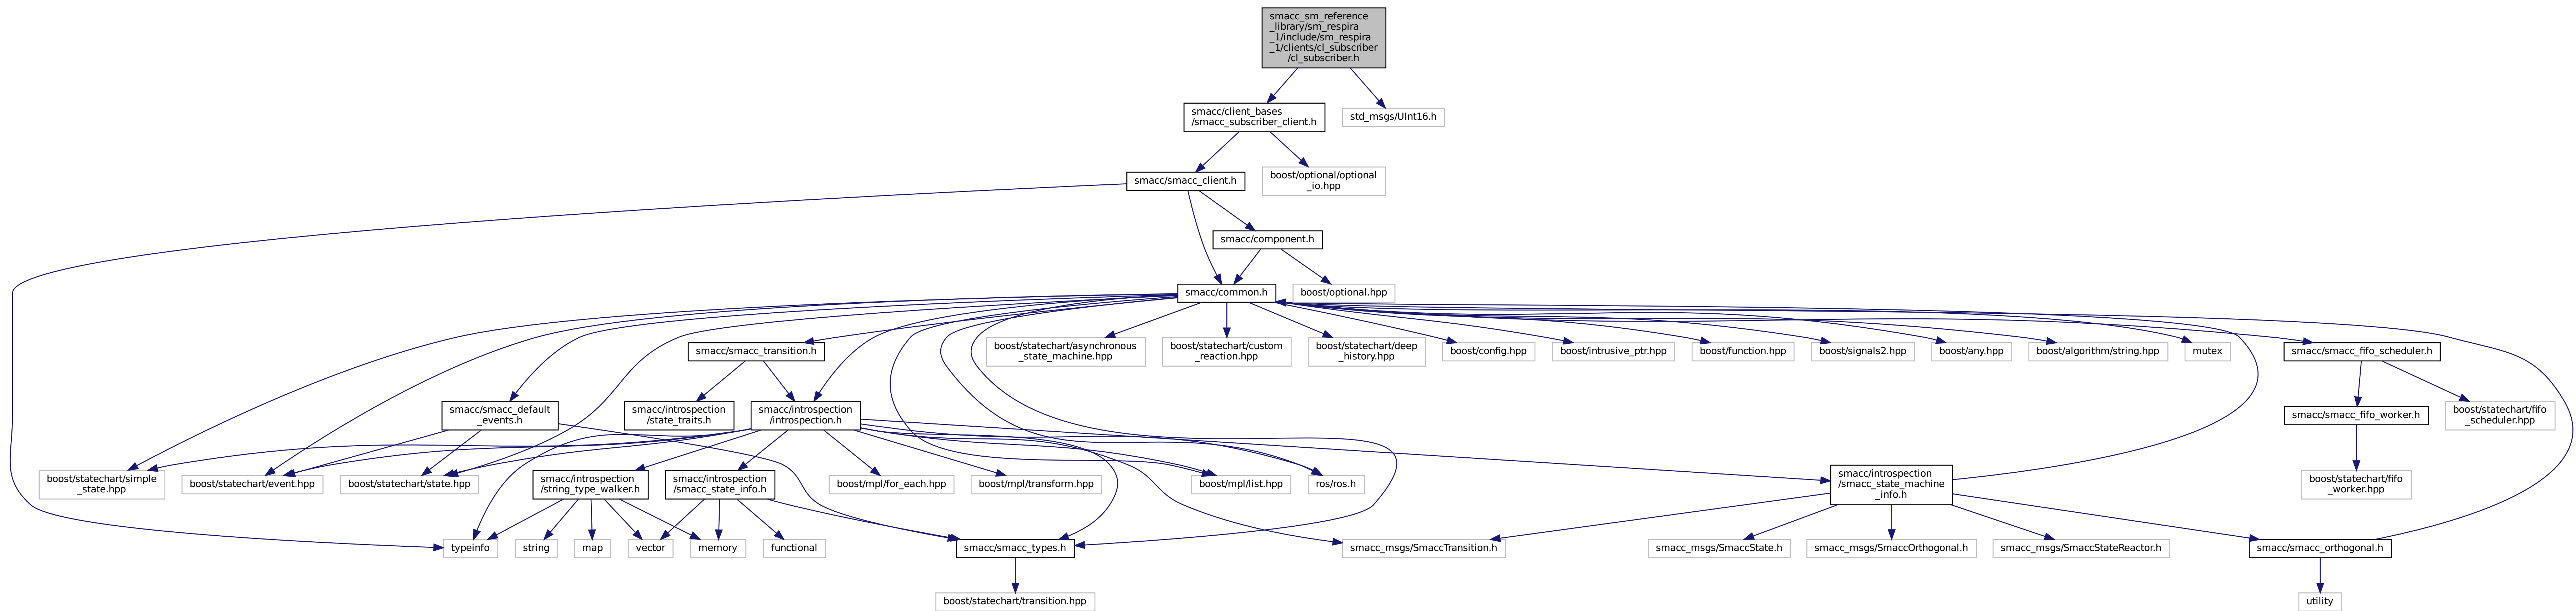 smacc_sm_reference
_library/sm_respira
_1/include/sm_respira
_1/clients/cl_subscriber
/cl_subscriber.h
smacc/client_bases
/smacc_subscriber_client.h
std_msgs/UInt16.h
smacc/smacc_client.h
boost/optional/optional
_io.hpp
smacc/component.h
smacc/common.h
boost/optional.hpp
smacc/smacc_transition.h
boost/statechart/asynchronous
_state_machine.hpp
boost/statechart/custom
_reaction.hpp
boost/statechart/deep
_history.hpp
boost/config.hpp
boost/intrusive_ptr.hpp
boost/function.hpp
boost/signals2.hpp
boost/any.hpp
boost/algorithm/string.hpp
mutex
smacc/smacc_fifo_scheduler.h
smacc/smacc_default
_events.h
smacc/introspection
/state_traits.h
smacc/introspection
/introspection.h
smacc/smacc_fifo_worker.h
boost/statechart/fifo
_scheduler.hpp
boost/statechart/simple
_state.hpp
boost/statechart/event.hpp
boost/statechart/state.hpp
smacc/introspection
/string_type_walker.h
smacc/introspection
/smacc_state_info.h
boost/mpl/for_each.hpp
boost/mpl/transform.hpp
boost/mpl/list.hpp
ros/ros.h
smacc/introspection
/smacc_state_machine
_info.h
boost/statechart/fifo
_worker.hpp
typeinfo
string
map
vector
memory
functional
smacc/smacc_types.h
smacc_msgs/SmaccTransition.h
smacc_msgs/SmaccState.h
smacc_msgs/SmaccOrthogonal.h
smacc_msgs/SmaccStateReactor.h
smacc/smacc_orthogonal.h
boost/statechart/transition.hpp
utility